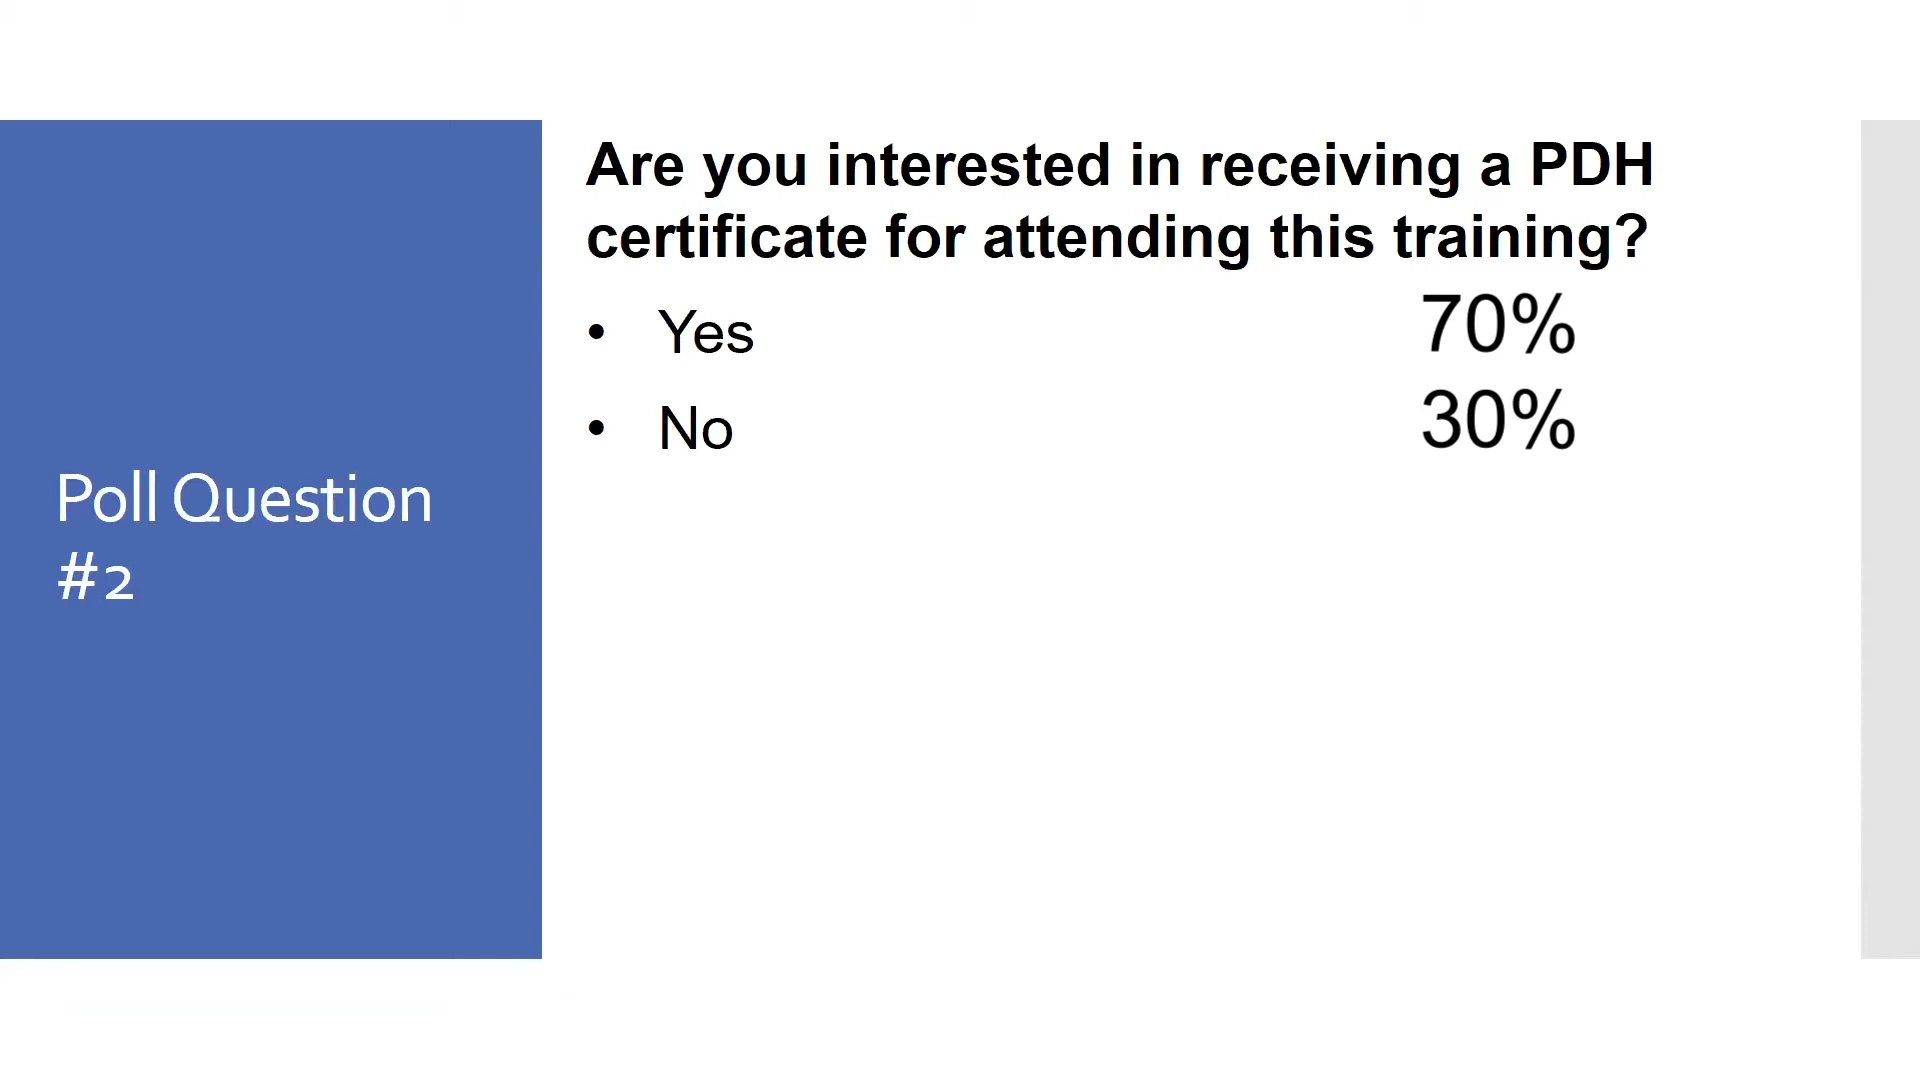 Poll Question
#2
Are you interested in receiving a PDH
certificate for attending this training?
• Yes 70%
• No 30%